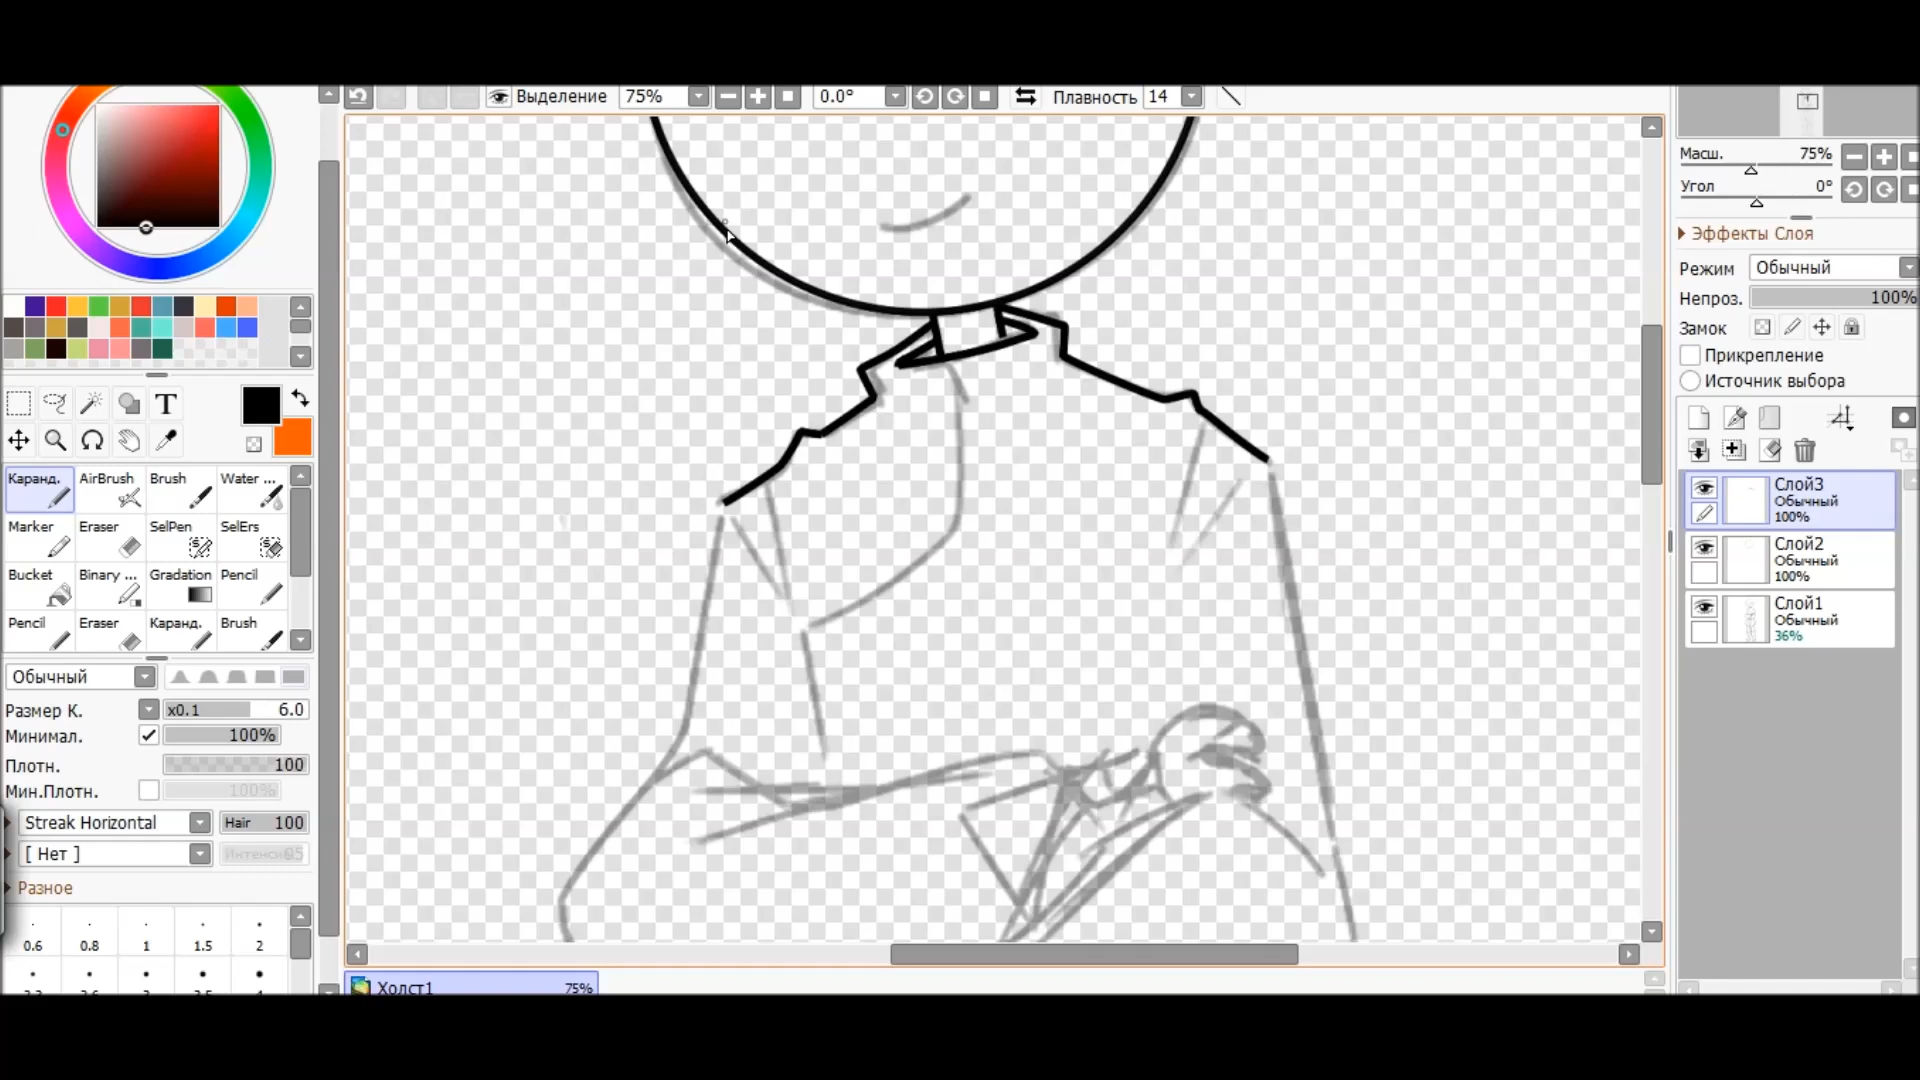 Выделение 75% 0.0° Плавность 14
Масш. 75%
Угол 0°
Эффекты Слоя
Режим Обычный
Непроз. 100%
Замок
Прикрепление
Источник выбора
T
Каранд. AirBrush Brush Water ...
Marker Eraser SelPen SelErs
Bucket Binary ... Gradation Pencil
Pencil Eraser Каранд. Brush
Слой3
Обычный
100%
Слой2
Обычный
100%
Слой1
Обычный
36%
Обычный
Размер К. x0.1 6.0
Минимал. 100%
Плотн. 100
Мин.Плотн. 100%
Streak Horizontal Hair 100
[ Нет ] 95
Разное
0.6 0.8 1 1.5 2
Холст1 75%